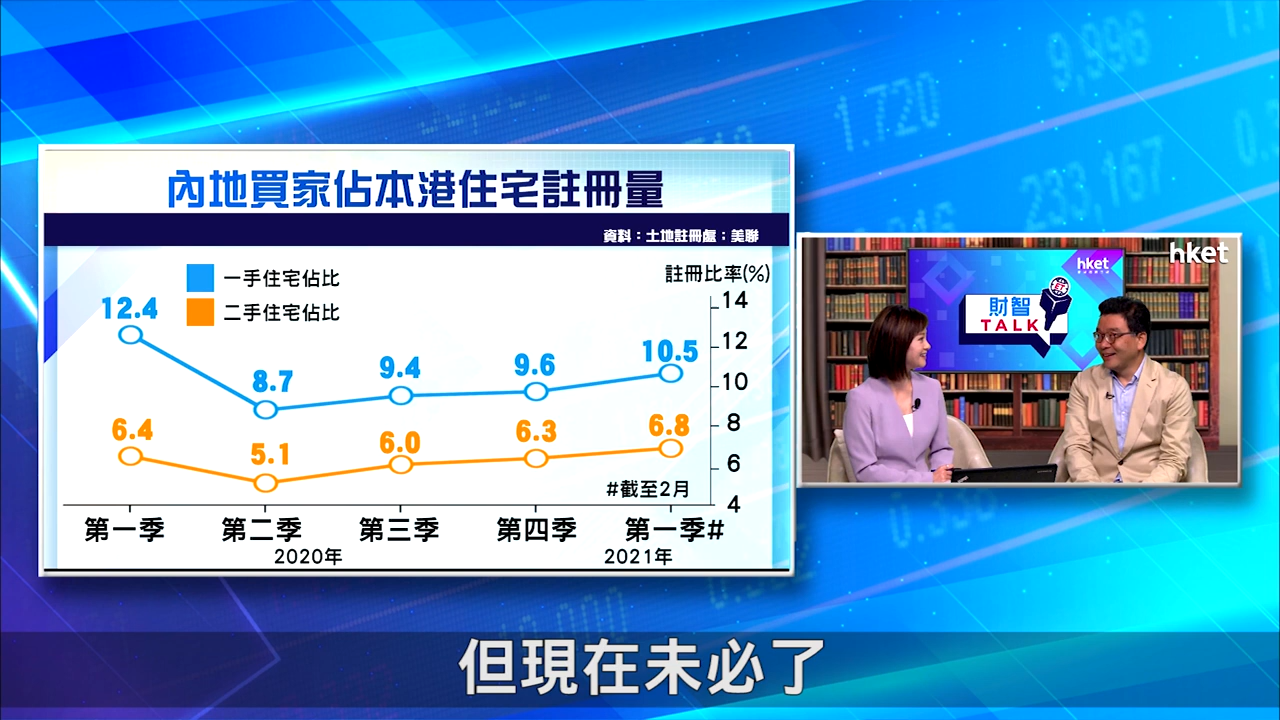 內地買家佔本港住宅註冊量
資料：土地註冊處；美聯
一手住宅佔比
二手住宅佔比
註冊比率(%)
14
12
10
8
6
4
12.4
8.7
9.4
9.6
10.5
6.4
5.1
6.0
6.3
6.8
#截至2月
第一季
第二季
第三季
第四季
第一季#
2020年
2021年
hket
hket
財智
TALK
但現在未必了